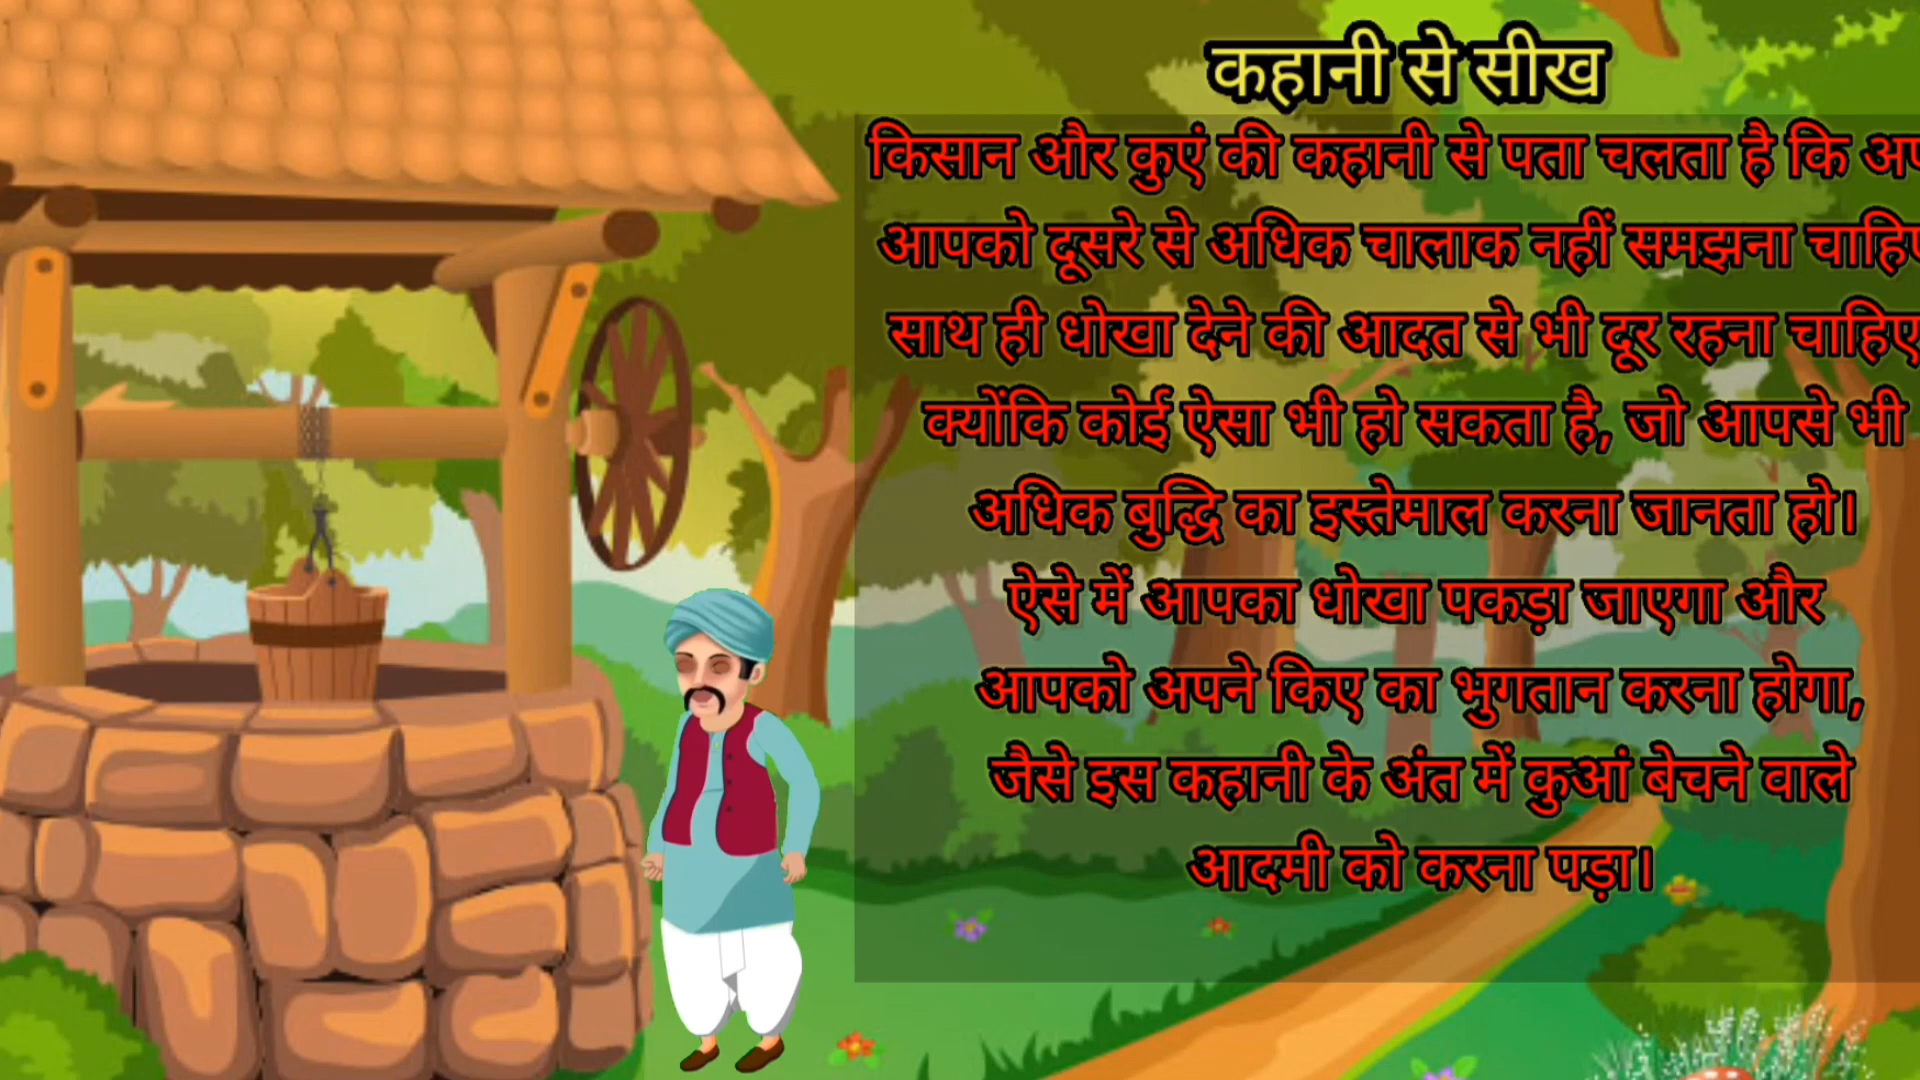 कहानी से सीख
किसान और कुएं की कहानी से पता चलता है कि
आपको दूसरे से अधिक चालाक नहीं समझना
साथ ही धोखा देने की आदत से भी दूर रहना चाहिए
क्योंकि कोई ऐसा भी हो सकता है, जो आपसे भी
अधिक बुद्धि का इस्तेमाल करना जानता हो।
ऐसे में आपका धोखा पकड़ा जाएगा और
आपको अपने किए का भुगतान करना होगा,
जैसे इस कहानी के अंत में कुआं बेचने वाले
आदमी को करना पड़ा।